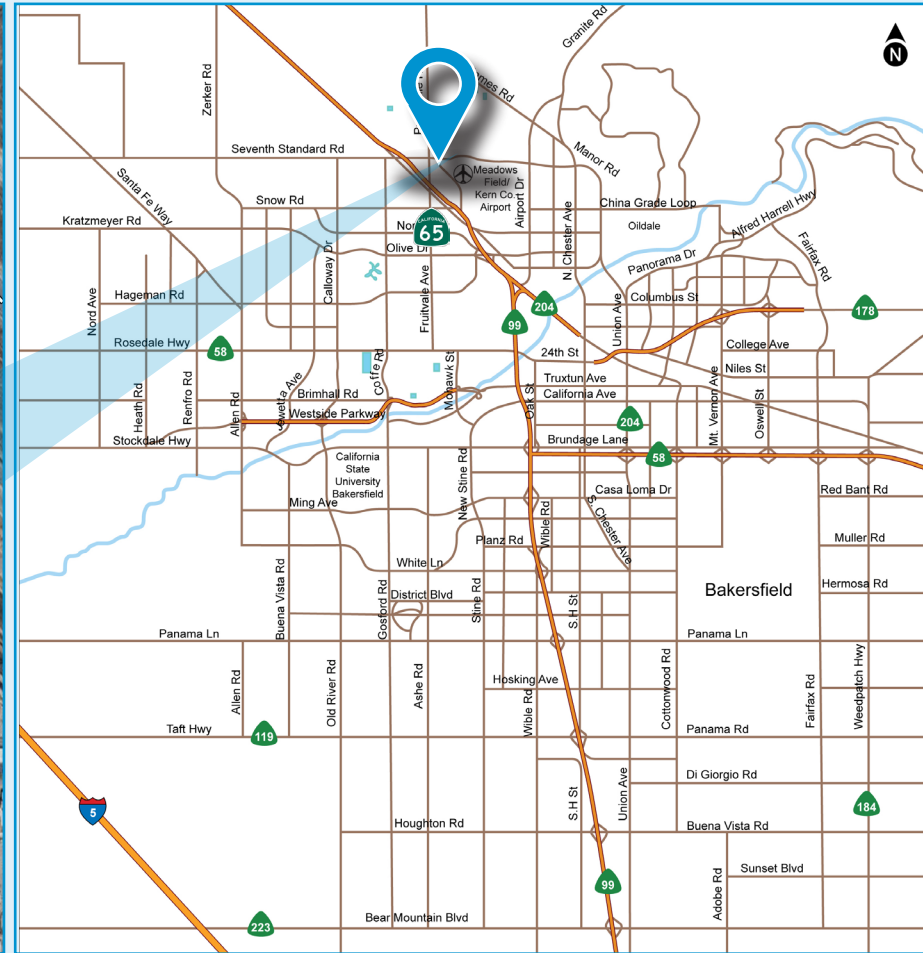 Granite Rd
N
Zerker Rd
Manor Rd
Seventh Standard Rd
Meadows
Field/
Kern Co.
Airport
Airport Dr
Santa Fe Way
Snow Rd
China Grade Loop
Kratzmeyer Rd
CALIFORNIA
65
Oildale
Alfred Harrell Hwy
Olive Dr
N. Chester Ave
Calloway Dr
Panorama Dr
Fairfax Rd
Nord Ave
Hageman Rd
Fruitvale Ave
Columbus St
204
178
Union Ave
99
Rosedale Hwy
58
24th St
College Ave
Niles St
Coffee Rd
Mohawk St
Truxtun Ave
Heath Rd
Renfro Rd
Allen Rd
Jewetta Ave
Brimhall Rd
California Ave
Oak St
Mt. Vernon Ave
Oswell St
Westside Parkway
204
Stockdale Hwy
Brundage Lane
58
California
State
University
Bakersfield
New Stine Rd
Casa Loma Dr
Red Bant Rd
Ming Ave
Wible Rd
S. Chester Ave
Planz Rd
Muller Rd
White Ln
Bakersfield
Hermosa Rd
Buena Vista Rd
Gosford Rd
District Blvd
Stine Rd
S.H St
Panama Ln
Panama Ln
Allen Rd
Old River Rd
Ashe Rd
Hosking Ave
Wible Rd
Cottonwood Rd
Fairfax Rd
Weedpatch Hwy
Taft Hwy
119
Panama Rd
Di Giorgio Rd
5
S.H St
Union Ave
184
Houghton Rd
Buena Vista Rd
Sunset Blvd
99
Adobe Rd
Bear Mountain Blvd
223